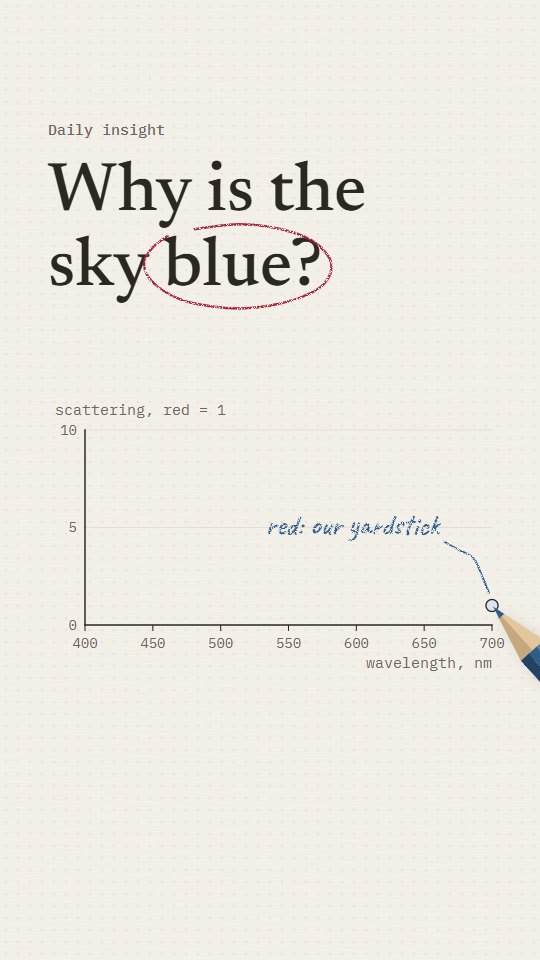 Daily insight
Why is the
sky blue?
scattering, red = 1
10
5
red: our yardstick
0
400 450 500 550 600 650 700
wavelength, nm